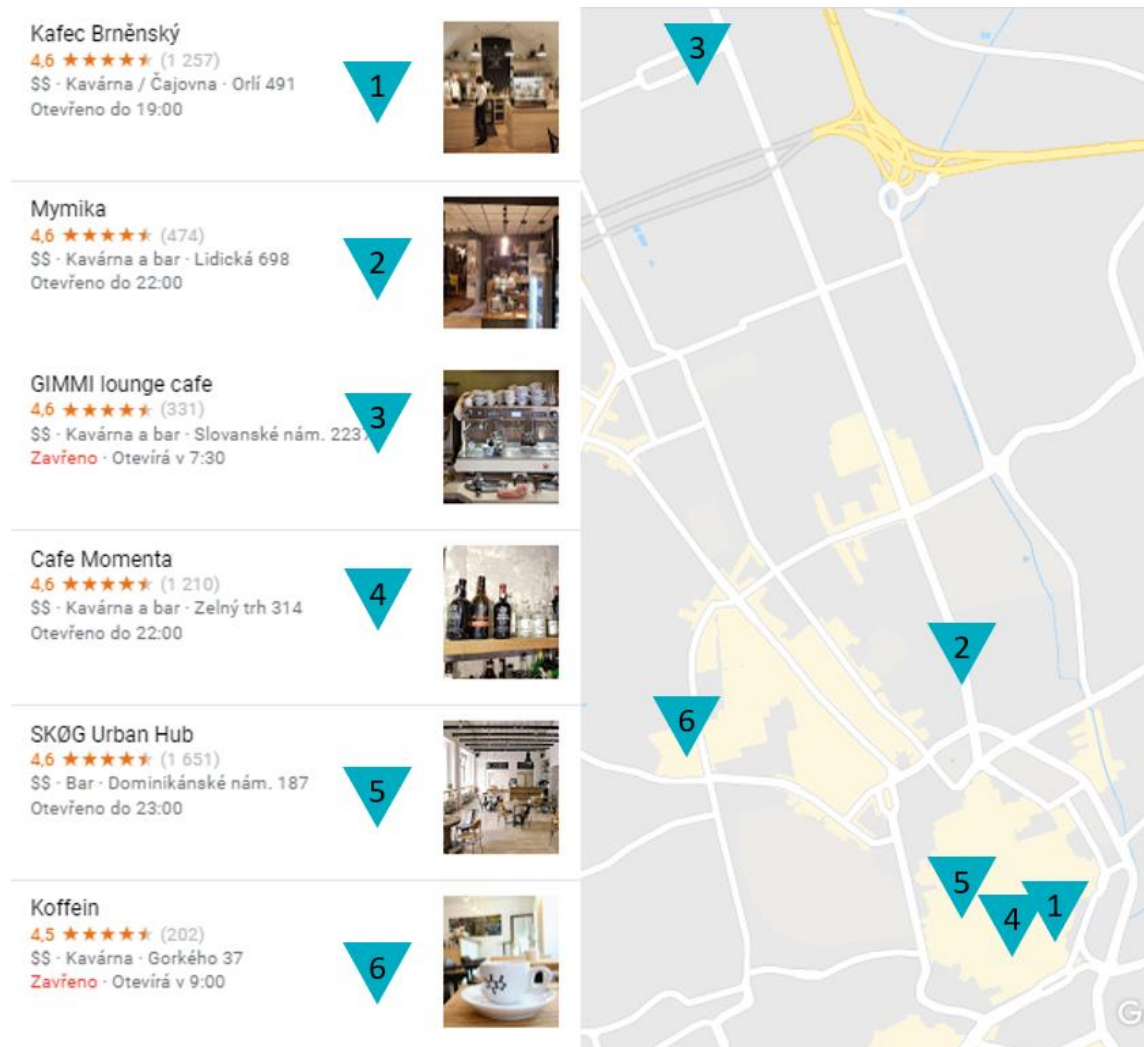 Kafec Brněnský
4,6 ★★★★★ (1 257)
$$ · Kavárna / Čajovna · Orlí 491
Otevřeno do 19:00
1
Mymika
4,6 ★★★★★ (474)
$$ · Kavárna a bar · Lidická 698
Otevřeno do 22:00
2
GIMMI lounge cafe
4,6 ★★★★★ (331)
$$ · Kavárna a bar · Slovanské nám. 2237
Zavřeno · Otevírá v 7:30
3
Cafe Momenta
4,6 ★★★★★ (1 210)
$$ · Kavárna a bar · Zelný trh 314
Otevřeno do 22:00
4
SKØG Urban Hub
4,6 ★★★★★ (1 651)
$$ · Bar · Dominikánské nám. 187
Otevřeno do 23:00
5
Koffein
4,5 ★★★★★ (202)
$$ · Kavárna · Gorkého 37
Zavřeno · Otevírá v 9:00
6
3
2
6
5
4
1
G